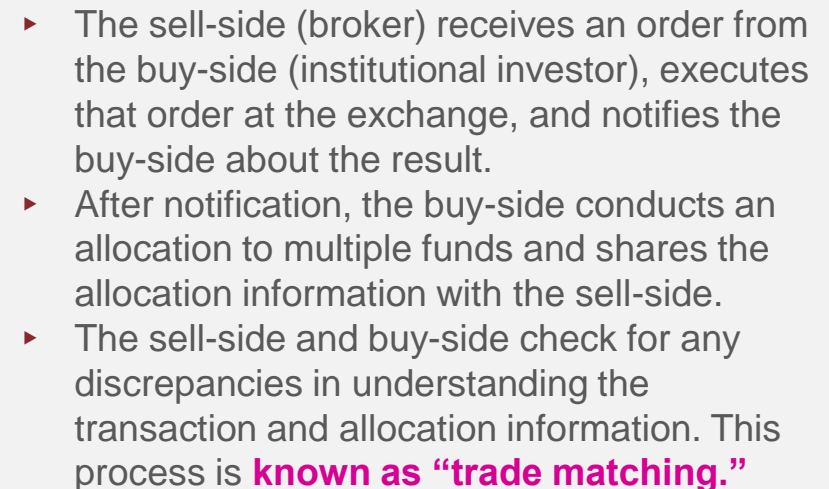 ▸ The sell-side (broker) receives an order from
the buy-side (institutional investor), executes
that order at the exchange, and notifies the
buy-side about the result.
▸ After notification, the buy-side conducts an
allocation to multiple funds and shares the
allocation information with the sell-side.
▸ The sell-side and buy-side check for any
discrepancies in understanding the
transaction and allocation information. This
process is known as “trade matching.”